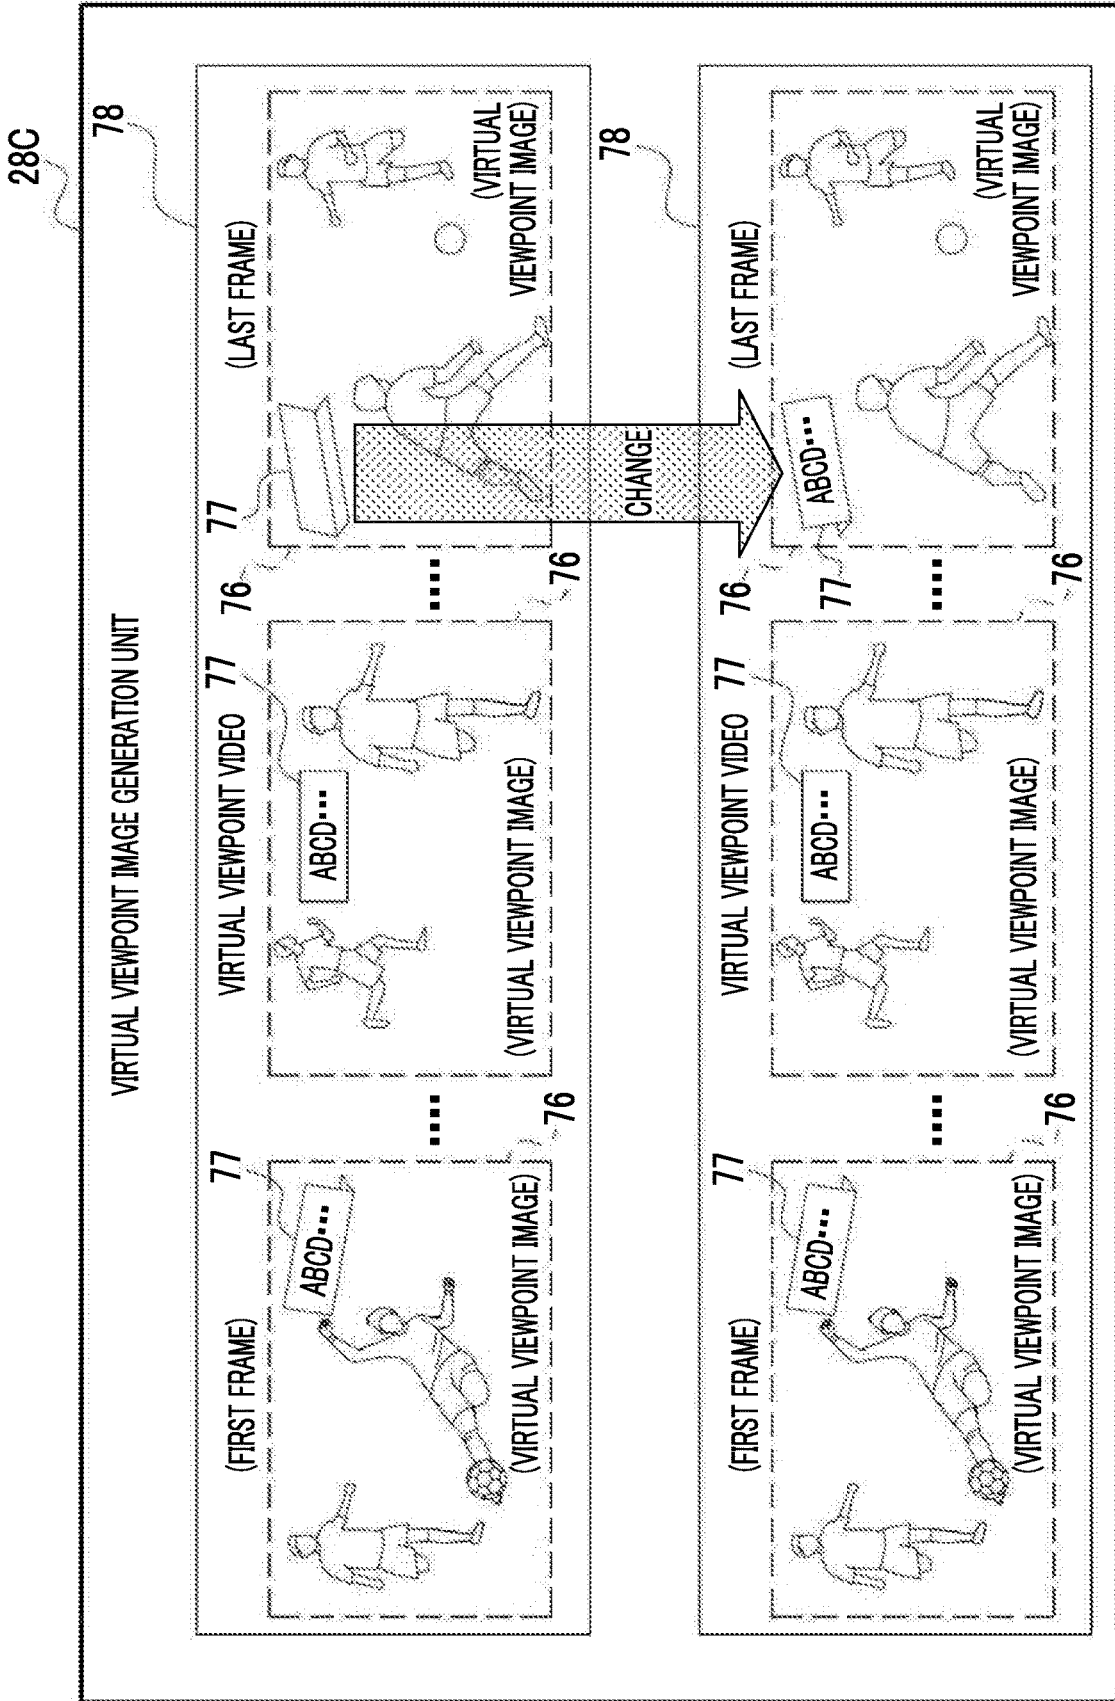 28C
78
VIRTUAL VIEWPOINT IMAGE GENERATION UNIT
(FIRST FRAME)
77
VIRTUAL VIEWPOINT VIDEO
77
76
77
(LAST FRAME)
ABCD•••
ABCD•••
•••••
•••••
(VIRTUAL VIEWPOINT IMAGE)
76
(VIRTUAL VIEWPOINT IMAGE)
76
(VIRTUAL
VIEWPOINT IMAGE)
CHANGE
78
(FIRST FRAME)
77
VIRTUAL VIEWPOINT VIDEO
77
76
77
(LAST FRAME)
ABCD•••
ABCD•••
ABCD•••
•••••
•••••
(VIRTUAL VIEWPOINT IMAGE)
76
(VIRTUAL VIEWPOINT IMAGE)
76
(VIRTUAL
VIEWPOINT IMAGE)